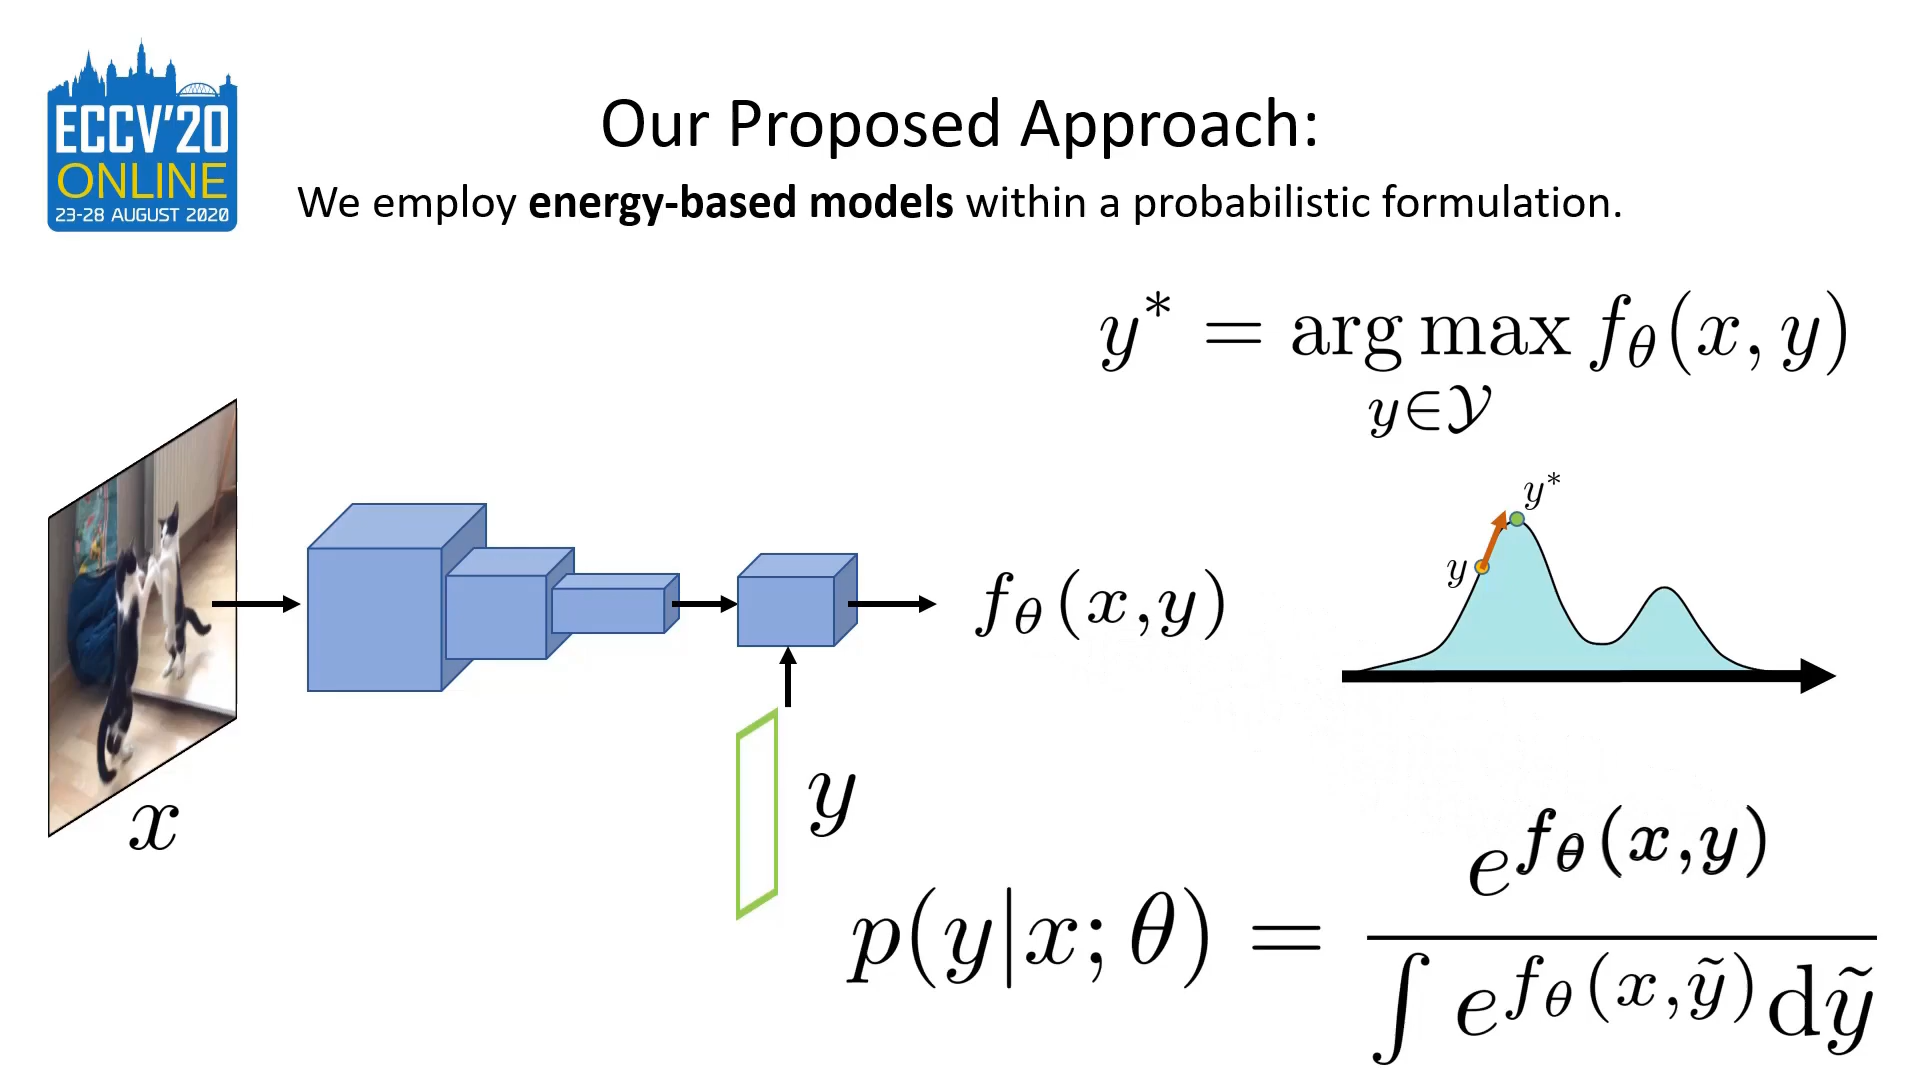 ECCV'20
ONLINE
23-28 AUGUST 2020
Our Proposed Approach:
We employ energy-based models within a probabilistic formulation.
y* = arg max f_θ(x, y)
y∈𝒴
y*
y
f_θ(x,y)
x
y
p(y|x; θ) = e^{f_θ(x,y)} / ∫ e^{f_θ(x,ỹ)} dỹ